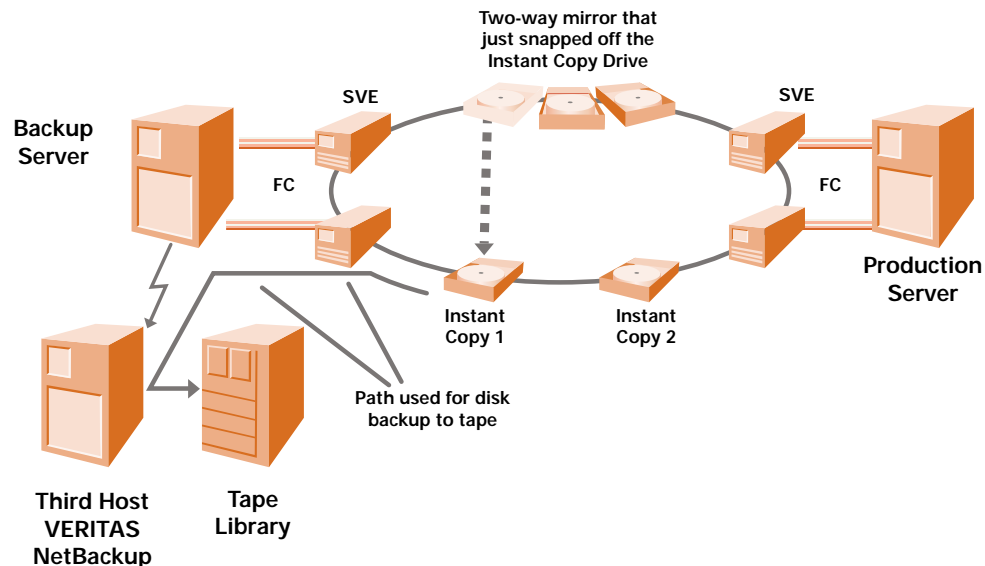 Two-way mirror that
just snapped off the
Instant Copy Drive
SVE
SVE
Backup
Server
FC
FC
Production
Server
Instant
Copy 1
Instant
Copy 2
Path used for disk
backup to tape
Third Host
VERITAS
NetBackup
Tape
Library